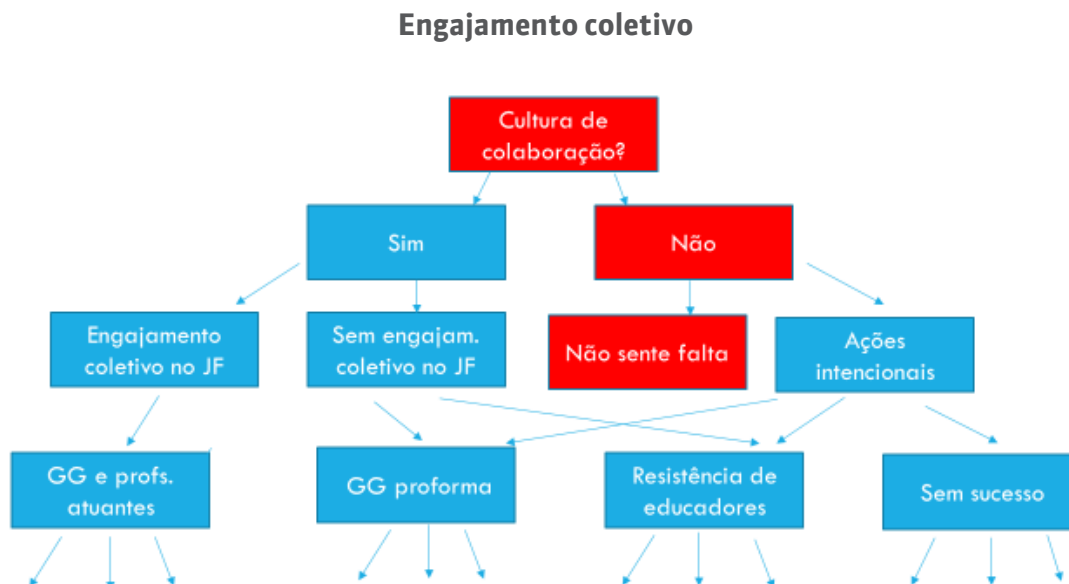 Engajamento coletivo
Cultura de
colaboração?
Sim
Não
Engajamento
coletivo no JF
Sem engajam.
coletivo no JF
Não sente falta
Ações
intencionais
GG e profs.
atuantes
GG proforma
Resistência de
educadores
Sem sucesso